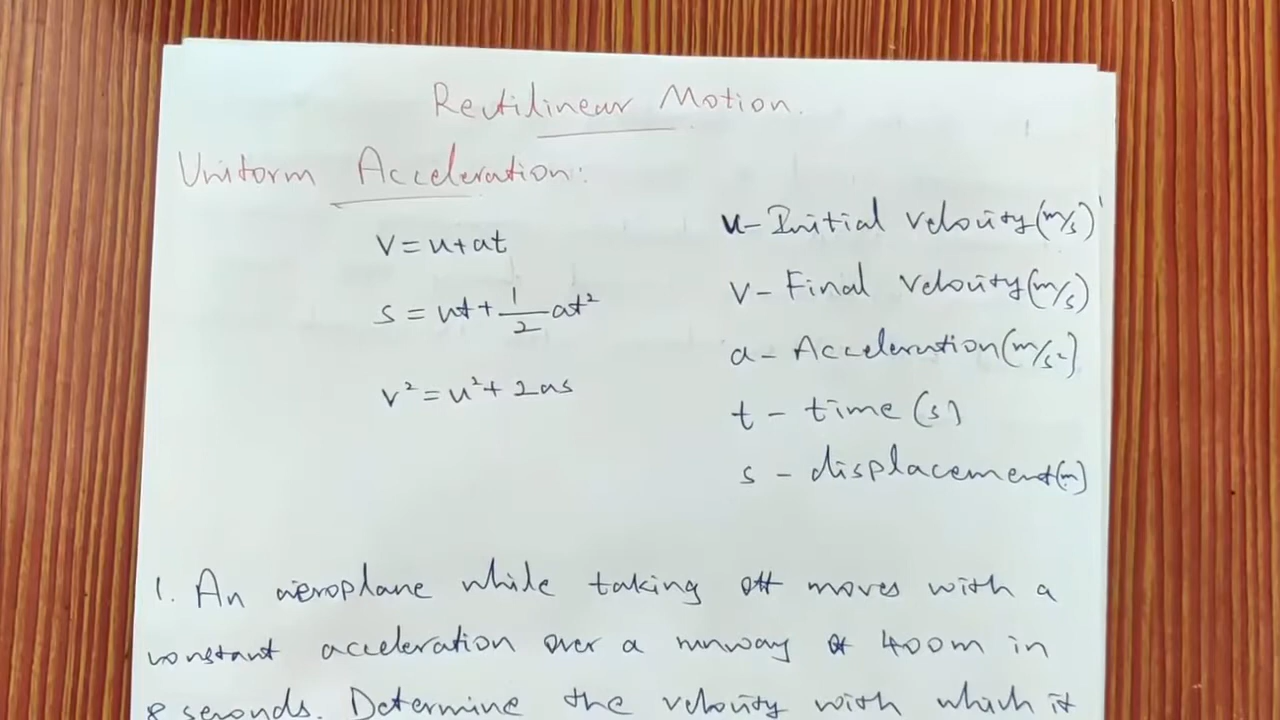 Rectilinear Motion.
Uniform Acceleration:
v = u+at
s = ut + 1/2 at²
v² = u² + 2as
u - Initial velocity (m/s)
v - Final velocity (m/s)
a - Acceleration (m/s²)
t - time (s)
s - displacement (m)
1. An aeroplane while taking off moves with a
constant acceleration over a runway of 400m in
8 seconds. Determine the velocity with which it